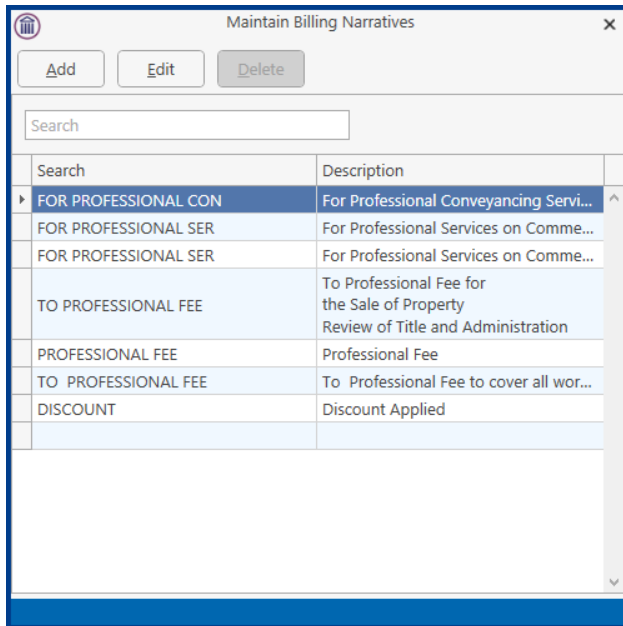 Maintain Billing Narratives
Add Edit Delete
Search
Search Description
FOR PROFESSIONAL CON For Professional Conveyancing Servi...
FOR PROFESSIONAL SER For Professional Services on Comme...
FOR PROFESSIONAL SER For Professional Services on Comme...
TO PROFESSIONAL FEE To Professional Fee for
the Sale of Property
Review of Title and Administration
PROFESSIONAL FEE Professional Fee
TO  PROFESSIONAL FEE To  Professional Fee to cover all wor...
DISCOUNT Discount Applied